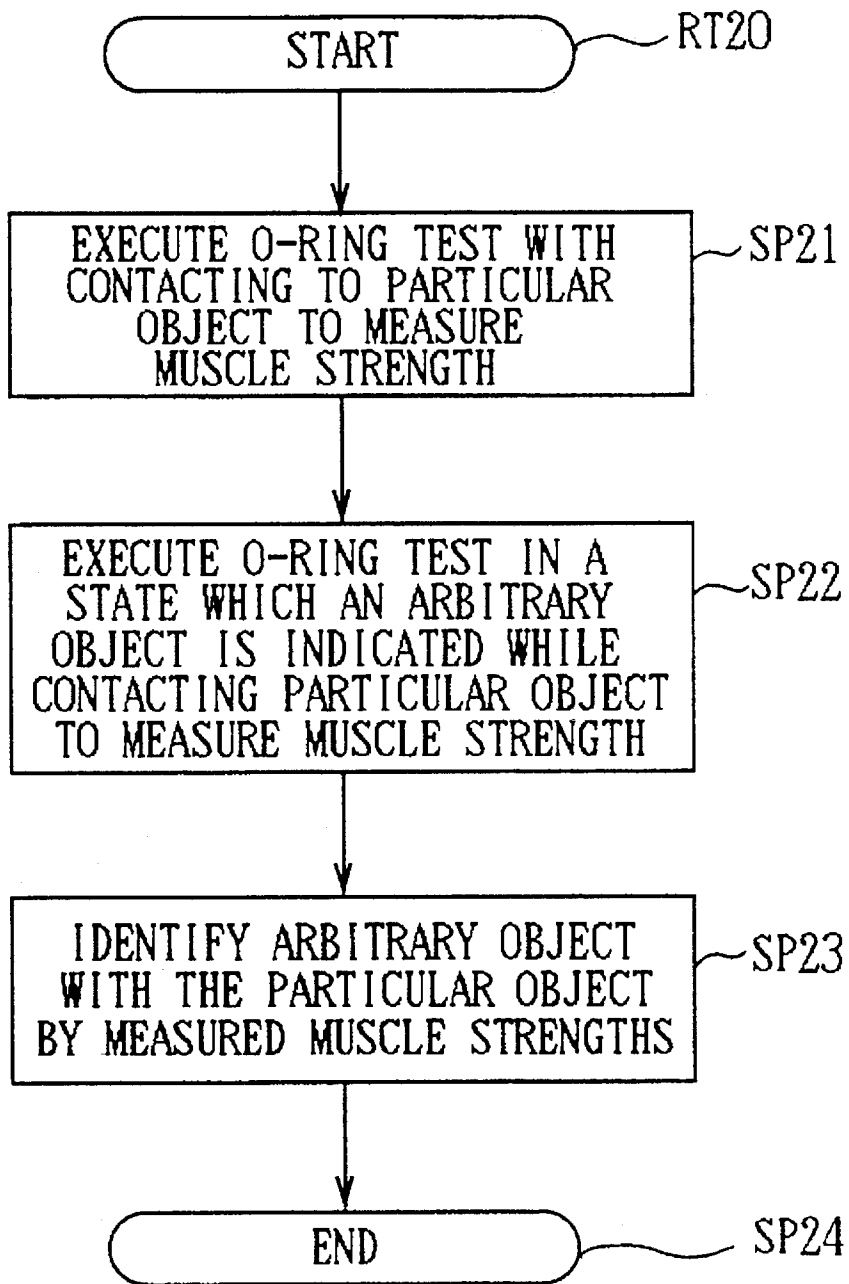 START
RT20
EXECUTE O-RING TEST WITH
CONTACTING TO PARTICULAR
OBJECT TO MEASURE
MUSCLE STRENGTH
SP21
EXECUTE O-RING TEST IN A
STATE WHICH AN ARBITRARY
OBJECT IS INDICATED WHILE
CONTACTING PARTICULAR OBJECT
TO MEASURE MUSCLE STRENGTH
SP22
IDENTIFY ARBITRARY OBJECT
WITH THE PARTICULAR OBJECT
BY MEASURED MUSCLE STRENGTHS
SP23
END
SP24